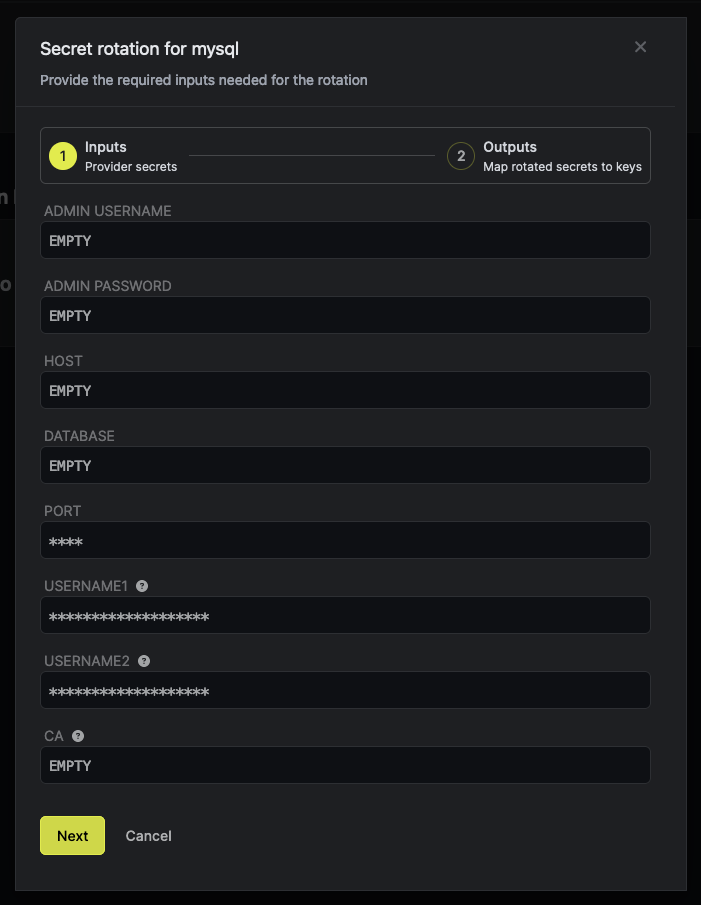 Secret rotation for mysql
Provide the required inputs needed for the rotation
1
Inputs
Provider secrets
2
Outputs
Map rotated secrets to keys
ADMIN USERNAME
EMPTY
ADMIN PASSWORD
EMPTY
HOST
EMPTY
DATABASE
EMPTY
PORT
****
USERNAME1 ?
*******************
USERNAME2 ?
*******************
CA ?
EMPTY
Next Cancel